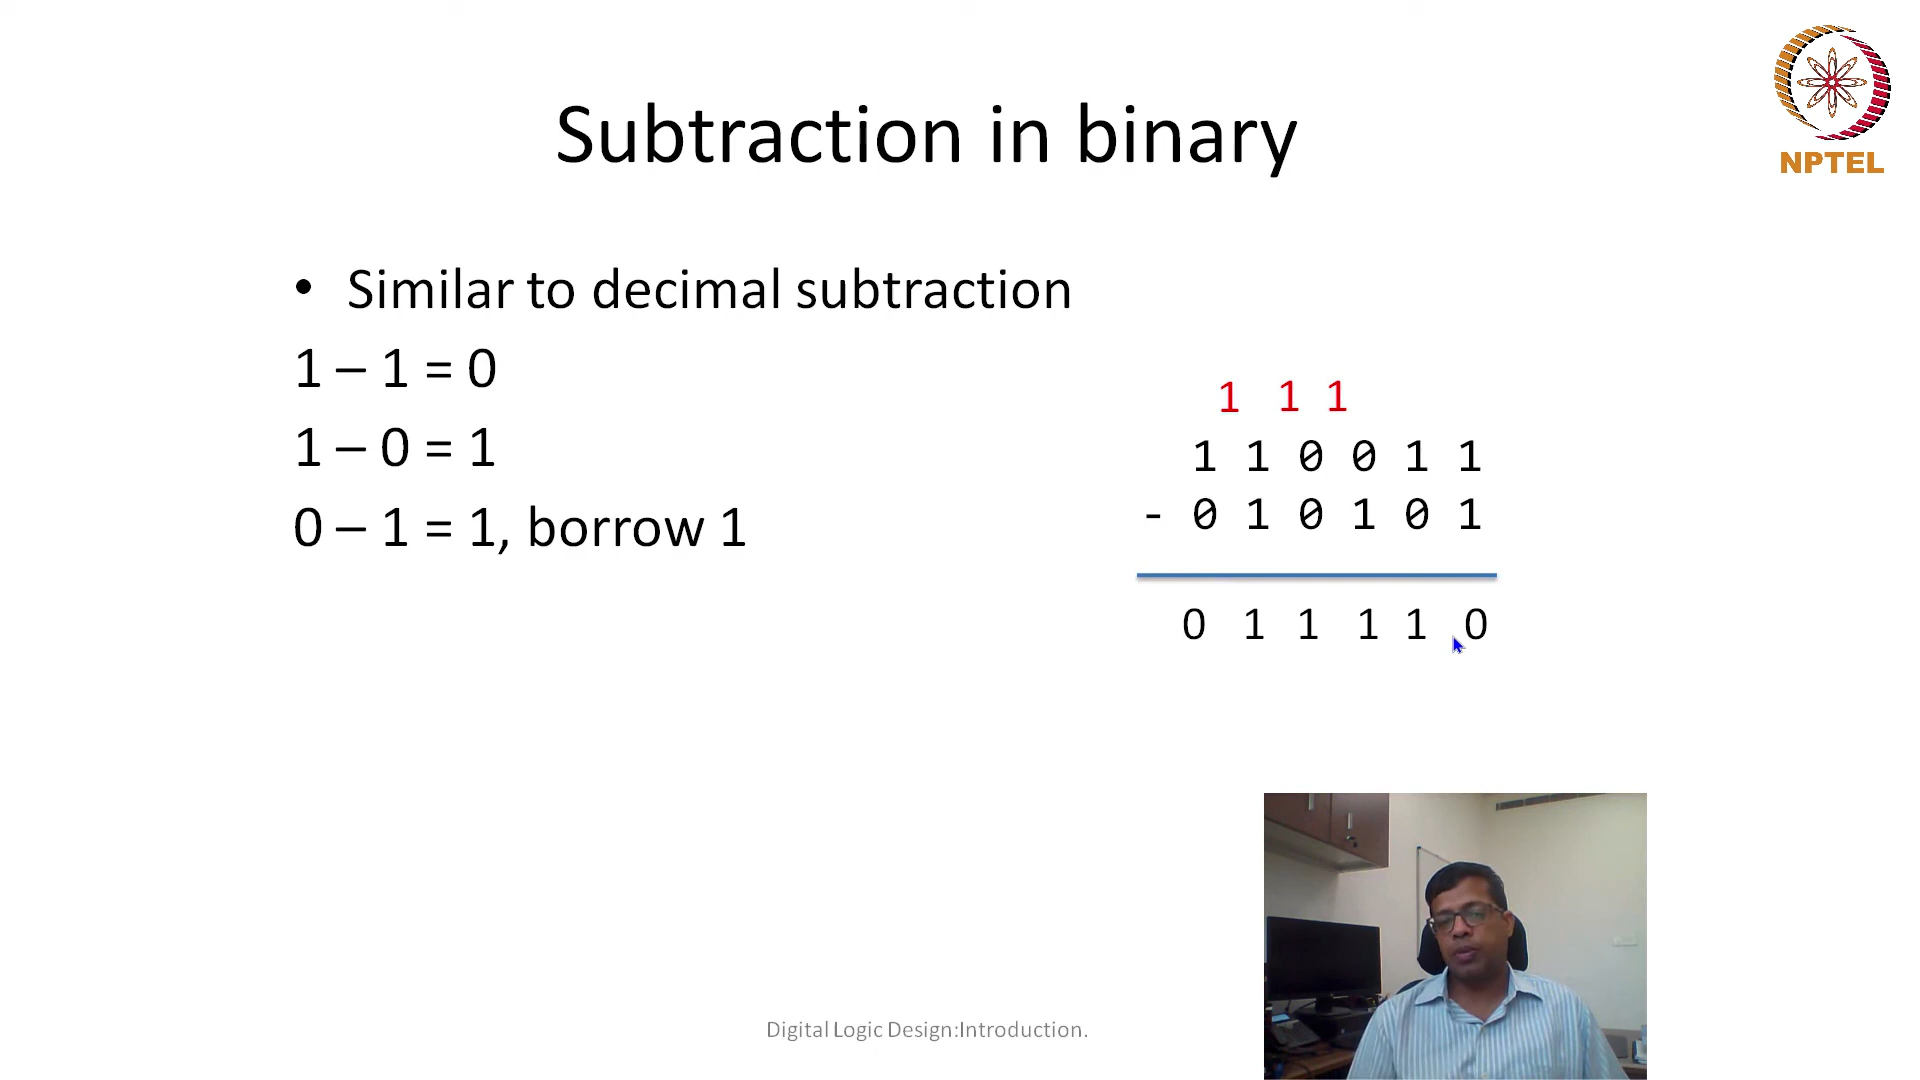 NPTEL
Subtraction in binary
• Similar to decimal subtraction
1 – 1 = 0
1 – 0 = 1
0 – 1 = 1, borrow 1
1 1 1
1 1 0 0 1 1
- 0 1 0 1 0 1
0 1 1 1 1 0
Digital Logic Design:Introduction.